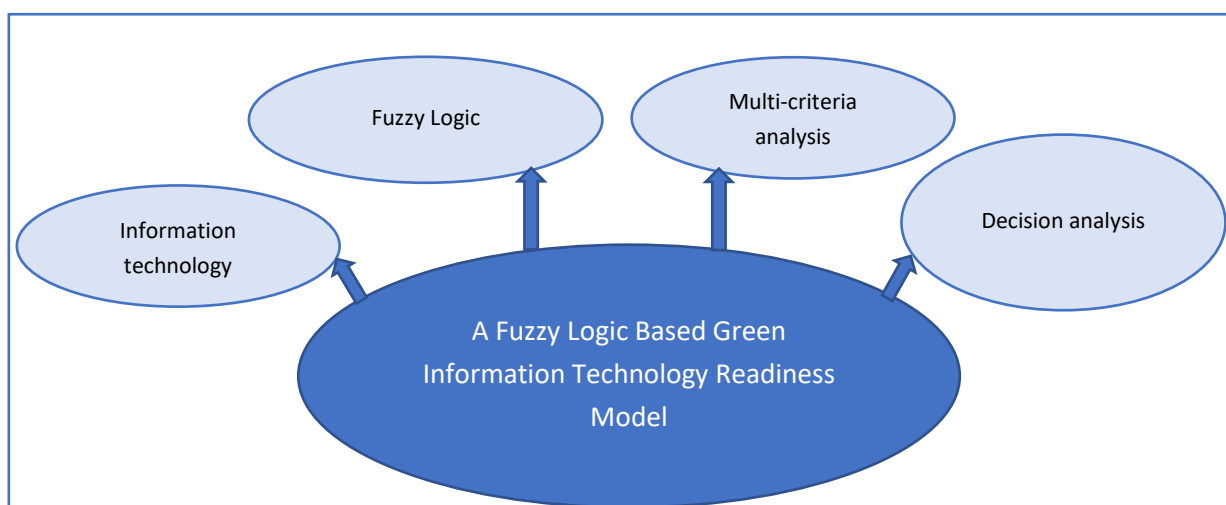 Fuzzy Logic
Multi-criteria
analysis
Information
technology
Decision analysis
A Fuzzy Logic Based Green
Information Technology Readiness
Model